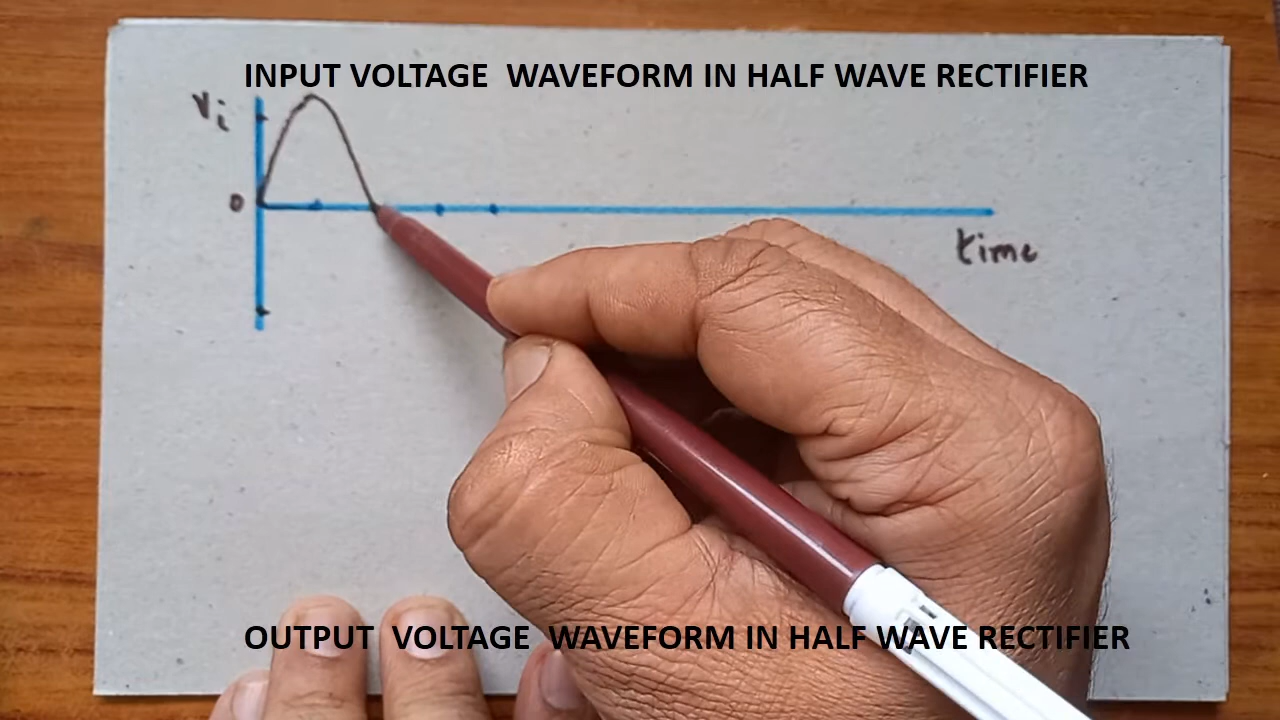 INPUT VOLTAGE WAVEFORM IN HALF WAVE RECTIFIER
Vi
0
time
OUTPUT VOLTAGE WAVEFORM IN HALF WAVE RECTIFIER